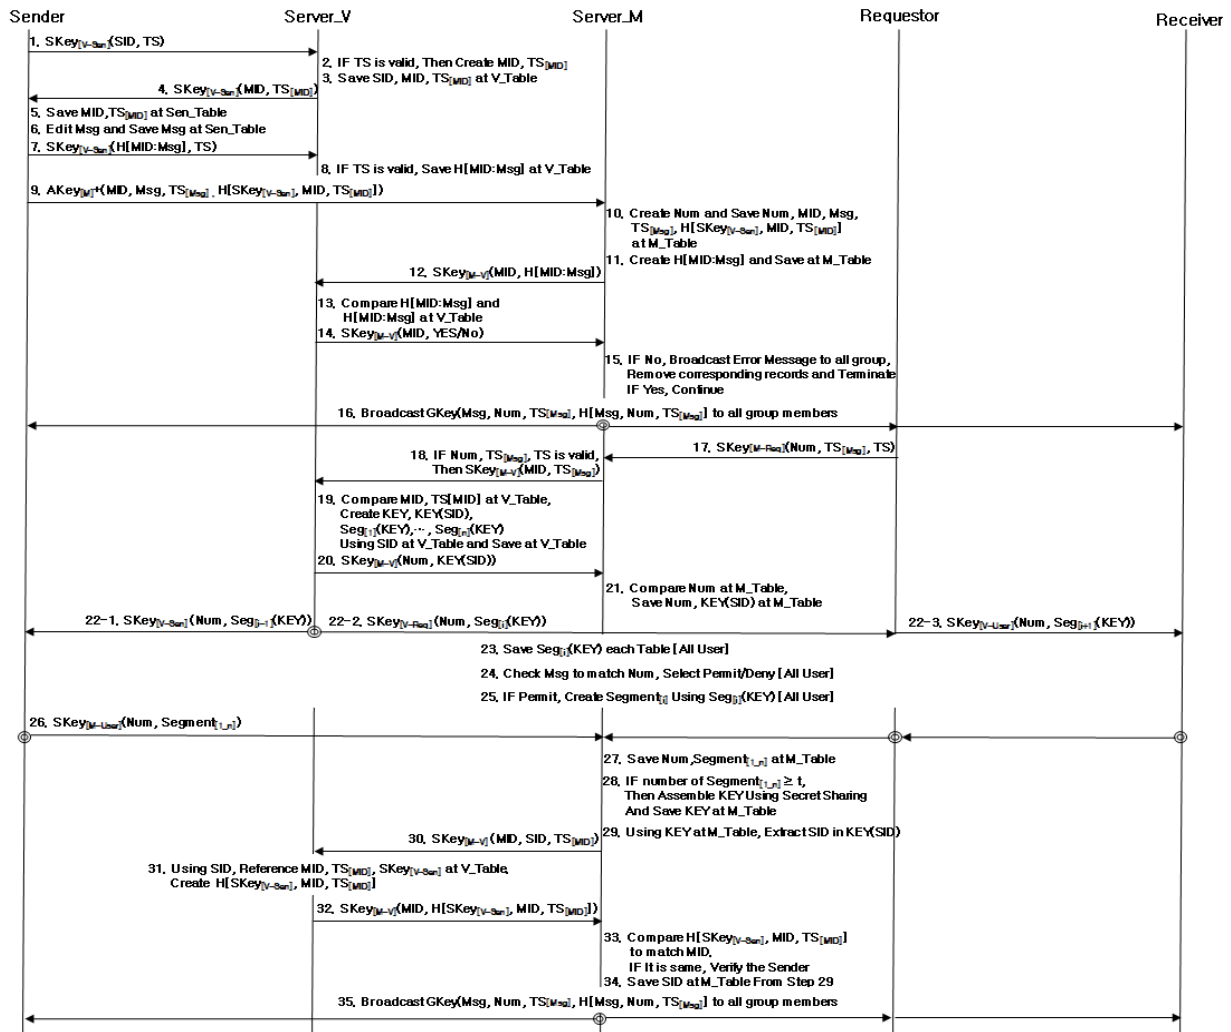 Sender Server_V Server_M Requestor Receiver
1. SKey[V-Sen](SID, TS)
2. IF TS is valid, Then Create MID, TS[MID]
3. Save SID, MID, TS[MID] at V_Table
4. SKey[V-Sen](MID, TS[MID])
5. Save MID,TS[MID] at Sen_Table
6. Edit Msg and Save Msg at Sen_Table
7. SKey[V-Sen](H[MID:Msg], TS)
8. IF TS is valid, Save H[MID:Msg] at V_Table
9. AKey[M]+(MID, Msg, TS[Msg], H[SKey[V-Sen], MID, TS[MID]])
10. Create Num and Save Num, MID, Msg,
TS[Msg], H[SKey[V-Sen], MID, TS[MID]]
at M_Table
11. Create H[MID:Msg] and Save at M_Table
12. SKey[M-V](MID, H[MID:Msg])
13. Compare H[MID:Msg] and
H[MID:Msg] at V_Table
14. SKey[M-V](MID, YES/No)
15. IF No, Broadcast Error Message to all group,
Remove corresponding records and Terminate
IF Yes, Continue
16. Broadcast GKey(Msg, Num, TS[Msg], H[Msg, Num, TS[Msg]] to all group members
17. SKey[M-Req](Num, TS[Msg], TS)
18. IF Num, TS[Msg], TS is valid,
Then SKey[M-V](MID, TS[Msg])
19. Compare MID, TS[MID] at V_Table,
Create KEY, KEY(SID),
Seg[1](KEY),···, Seg[n](KEY)
Using SID at V_Table and Save at V_Table
20. SKey[M-V](Num, KEY(SID))
21. Compare Num at M_Table,
Save Num, KEY(SID) at M_Table
22-1. SKey[V-Sen](Num, Seg[i-1](KEY)) 22-2. SKey[V-Req](Num, Seg[i](KEY)) 22-3. SKey[V-User](Num, Seg[i+1](KEY))
23. Save Seg[i](KEY) each Table [All User]
24. Check Msg to match Num, Select Permit/Deny [All User]
25. IF Permit, Create Segment[i] Using Seg[i](KEY) [All User]
26. SKey[M-User](Num, Segment[1_n])
27. Save Num,Segment[1_n] at M_Table
28. IF number of Segment[1_n] ≥ t,
Then Assemble KEY Using Secret Sharing
And Save KEY at M_Table
29. Using KEY at M_Table, Extract SID in KEY(SID)
30. SKey[M-V](MID, SID, TS[MID])
31. Using SID, Reference MID, TS[MID], SKey[V-Sen] at V_Table,
Create H[SKey[V-Sen], MID, TS[MID]]
32. SKey[M-V](MID, H[SKey[V-Sen], MID, TS[MID]])
33. Compare H[SKey[V-Sen], MID, TS[MID]]
to match MID.
IF It is same, Verify the Sender
34. Save SID at M_Table From Step 29
35. Broadcast GKey(Msg, Num, TS[Msg], H[Msg, Num, TS[Msg]] to all group members